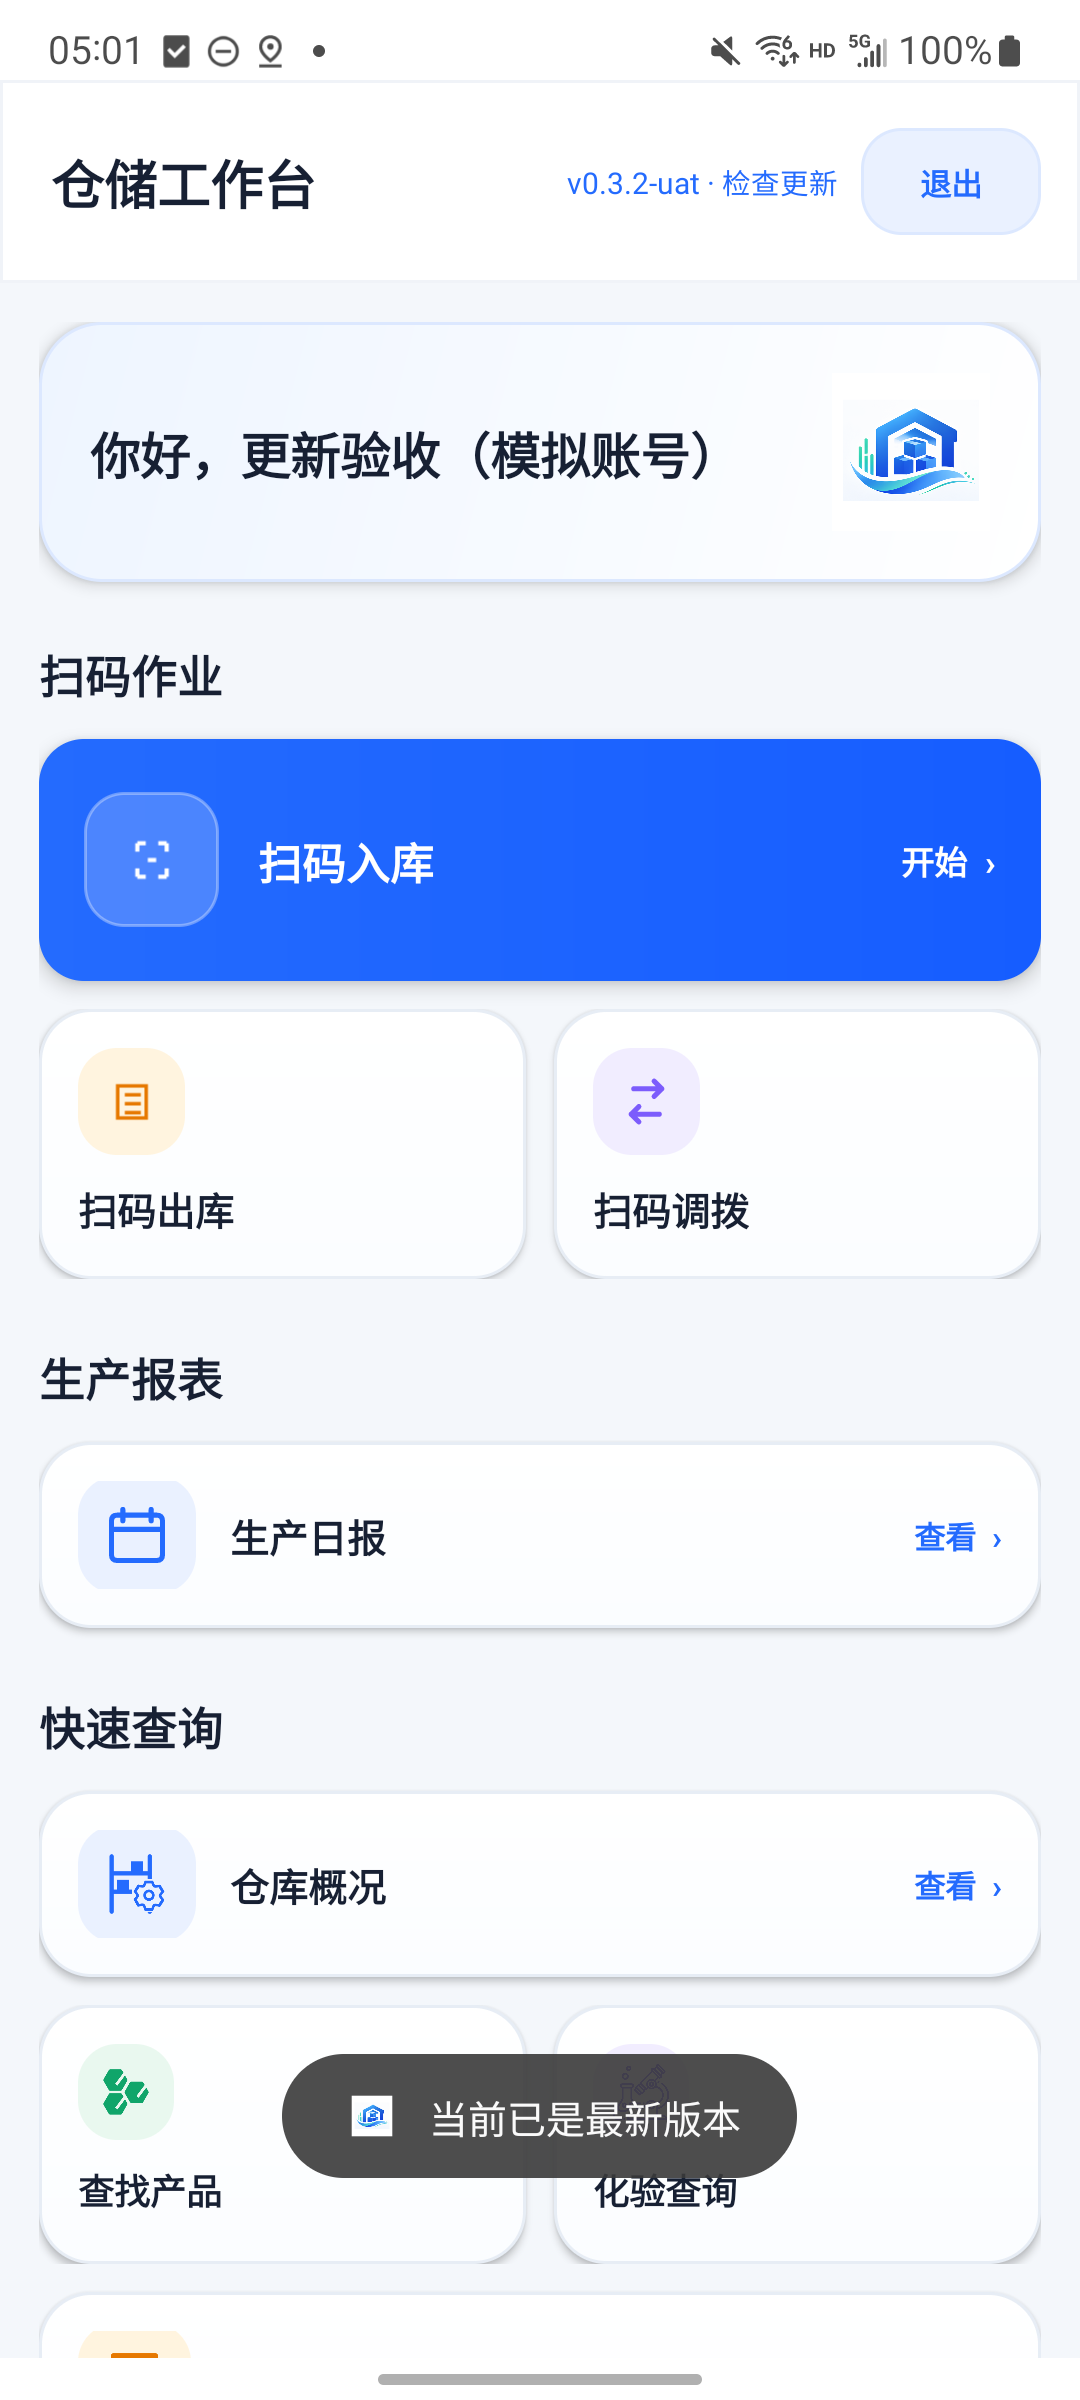 05:01
HD 5G 100%
仓储工作台
v0.3.2-uat · 检查更新
退出
你好，更新验收（模拟账号）
扫码作业
扫码入库
开始 ›
扫码出库
扫码调拨
生产报表
生产日报
查看 ›
快速查询
仓库概况
查看 ›
当前已是最新版本
查找产品
化验查询